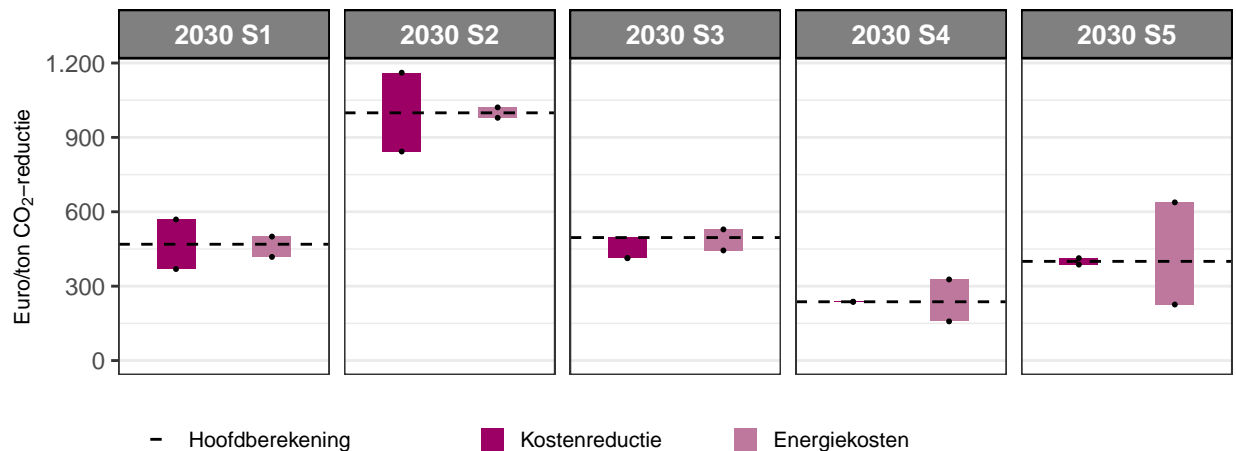 2030 S1 2030 S2 2030 S3 2030 S4 2030 S5
1.200
900
600
300
0
Euro/ton CO₂−reductie
Hoofdberekening Kostenreductie Energiekosten